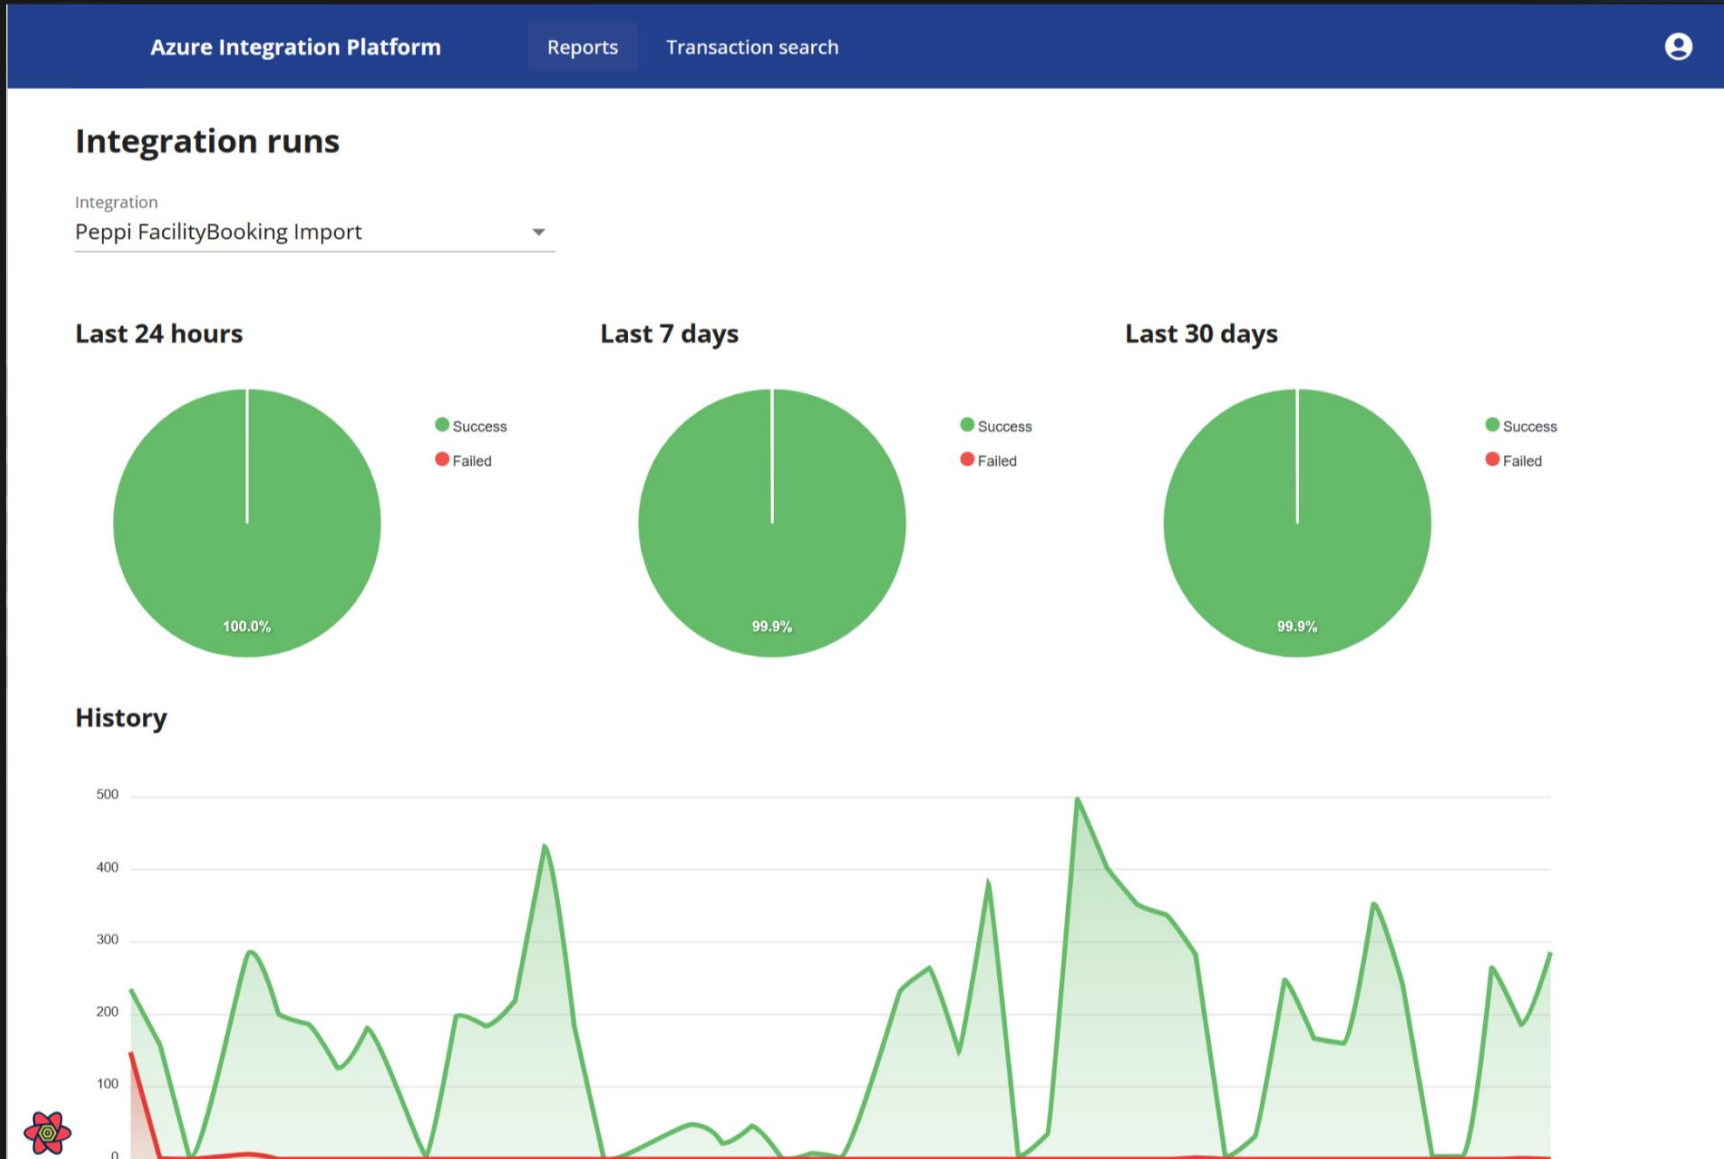 Azure Integration Platform
Reports
Transaction search
Integration runs
Integration
Peppi FacilityBooking Import
Last 24 hours
Last 7 days
Last 30 days
Success
Failed
100.0%
Success
Failed
99.9%
Success
Failed
99.9%
History
500
400
300
200
100
0